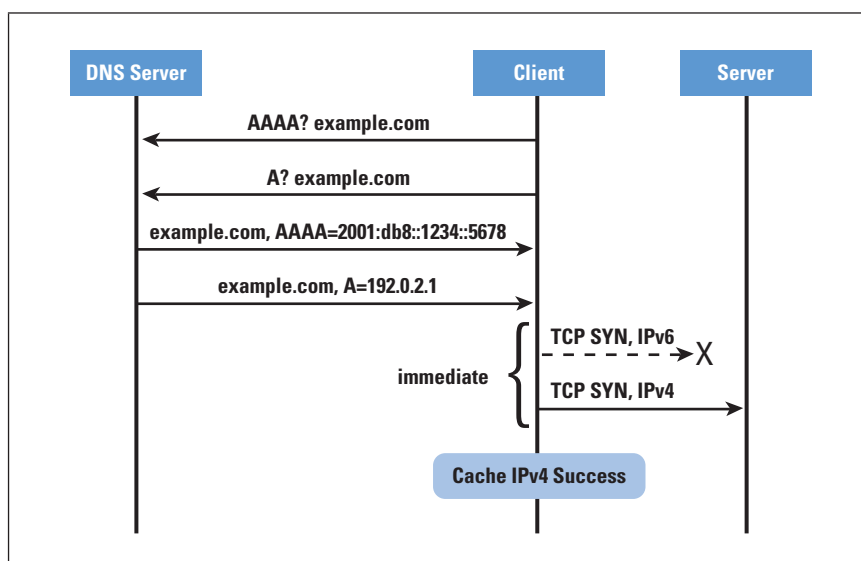 DNS Server
Client
Server
AAAA? example.com
A? example.com
example.com, AAAA=2001:db8::1234::5678
example.com, A=192.0.2.1
TCP SYN, IPv6
X
immediate
TCP SYN, IPv4
Cache IPv4 Success